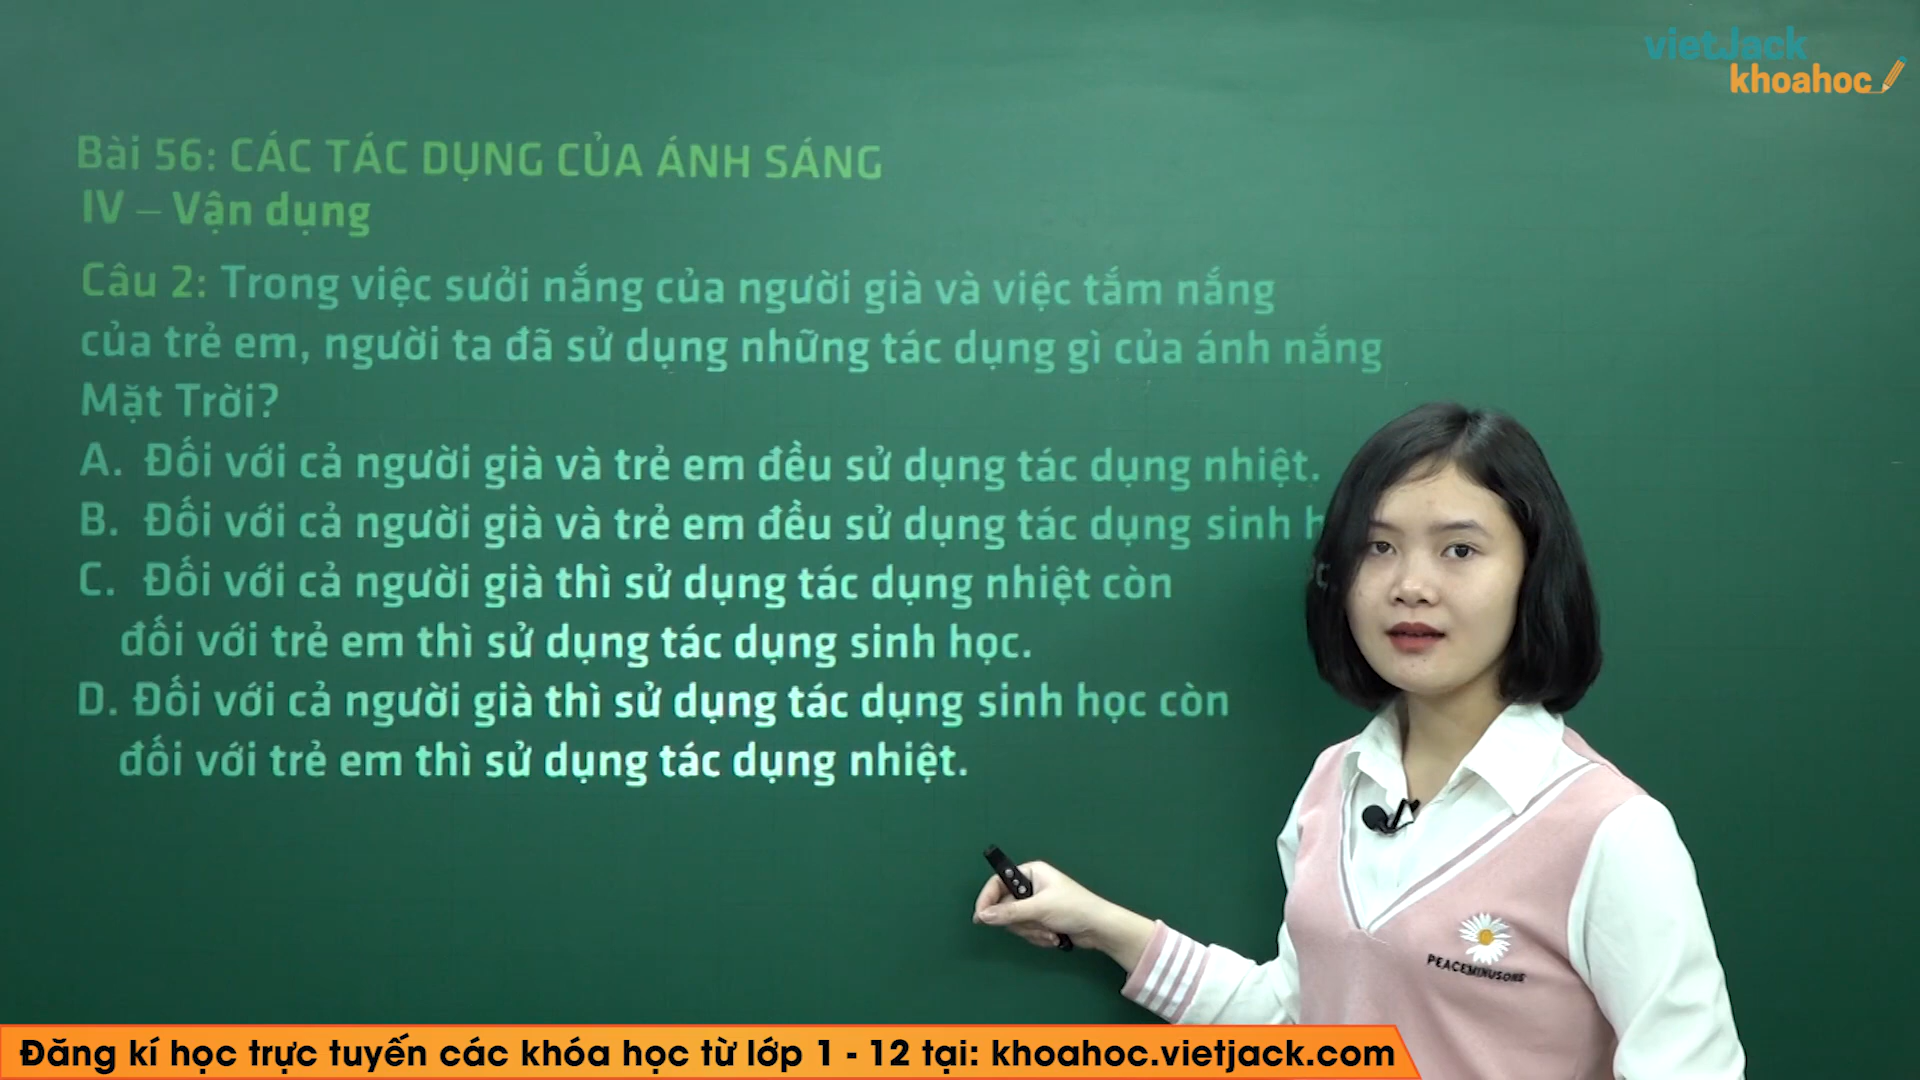 vietJack
khoahoc
Bài 56: CÁC TÁC DỤNG CỦA ÁNH SÁNG
IV – Vận dụng
Câu 2: Trong việc sưởi nắng của người già và việc tắm nắng
của trẻ em, người ta đã sử dụng những tác dụng gì của ánh nắng
Mặt Trời?
A. Đối với cả người già và trẻ em đều sử dụng tác dụng nhiệt.
B. Đối với cả người già và trẻ em đều sử dụng tác dụng sinh
C. Đối với cả người già thì sử dụng tác dụng nhiệt còn
đối với trẻ em thì sử dụng tác dụng sinh học.
D. Đối với cả người già thì sử dụng tác dụng sinh học còn
đối với trẻ em thì sử dụng tác dụng nhiệt.
PEACEMINUSONE
Đăng kí học trực tuyến các khóa học từ lớp 1 - 12 tại: khoahoc.vietjack.com